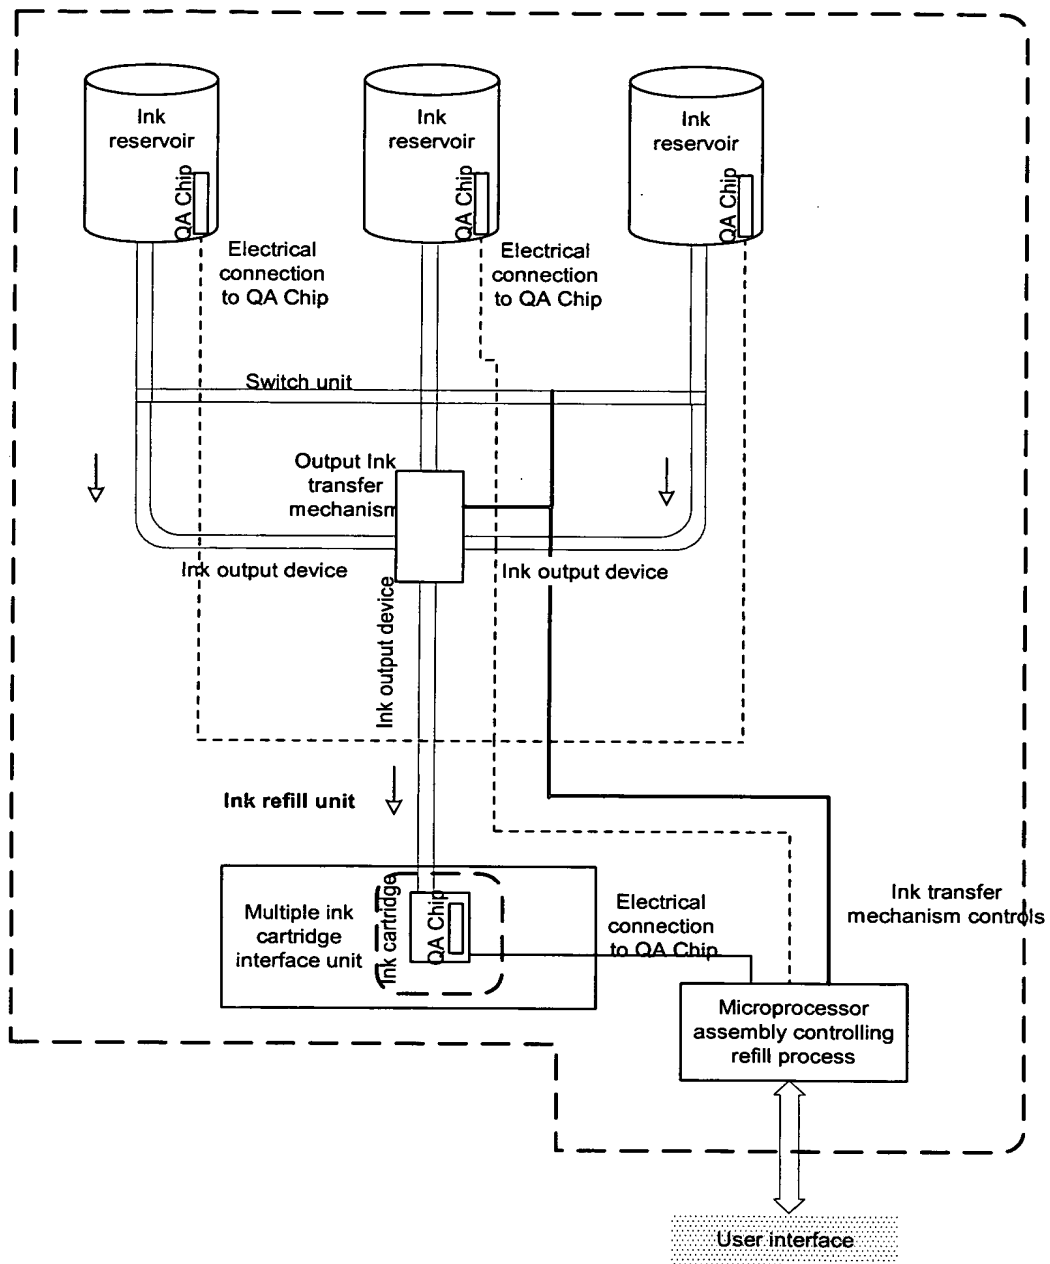 Ink
reservoir
QA Chip
Ink
reservoir
QA Chip
Ink
reservoir
QA Chip
Electrical
connection
to QA Chip
Electrical
connection
to QA Chip
Switch unit
Output Ink
transfer
mechanism
Ink output device
Ink output device
Ink output device
Ink refill unit
Multiple ink
cartridge
interface unit
Ink cartridge
QA Chip
Electrical
connection
to QA Chip
Ink transfer
mechanism controls
Microprocessor
assembly controlling
refill process
User interface